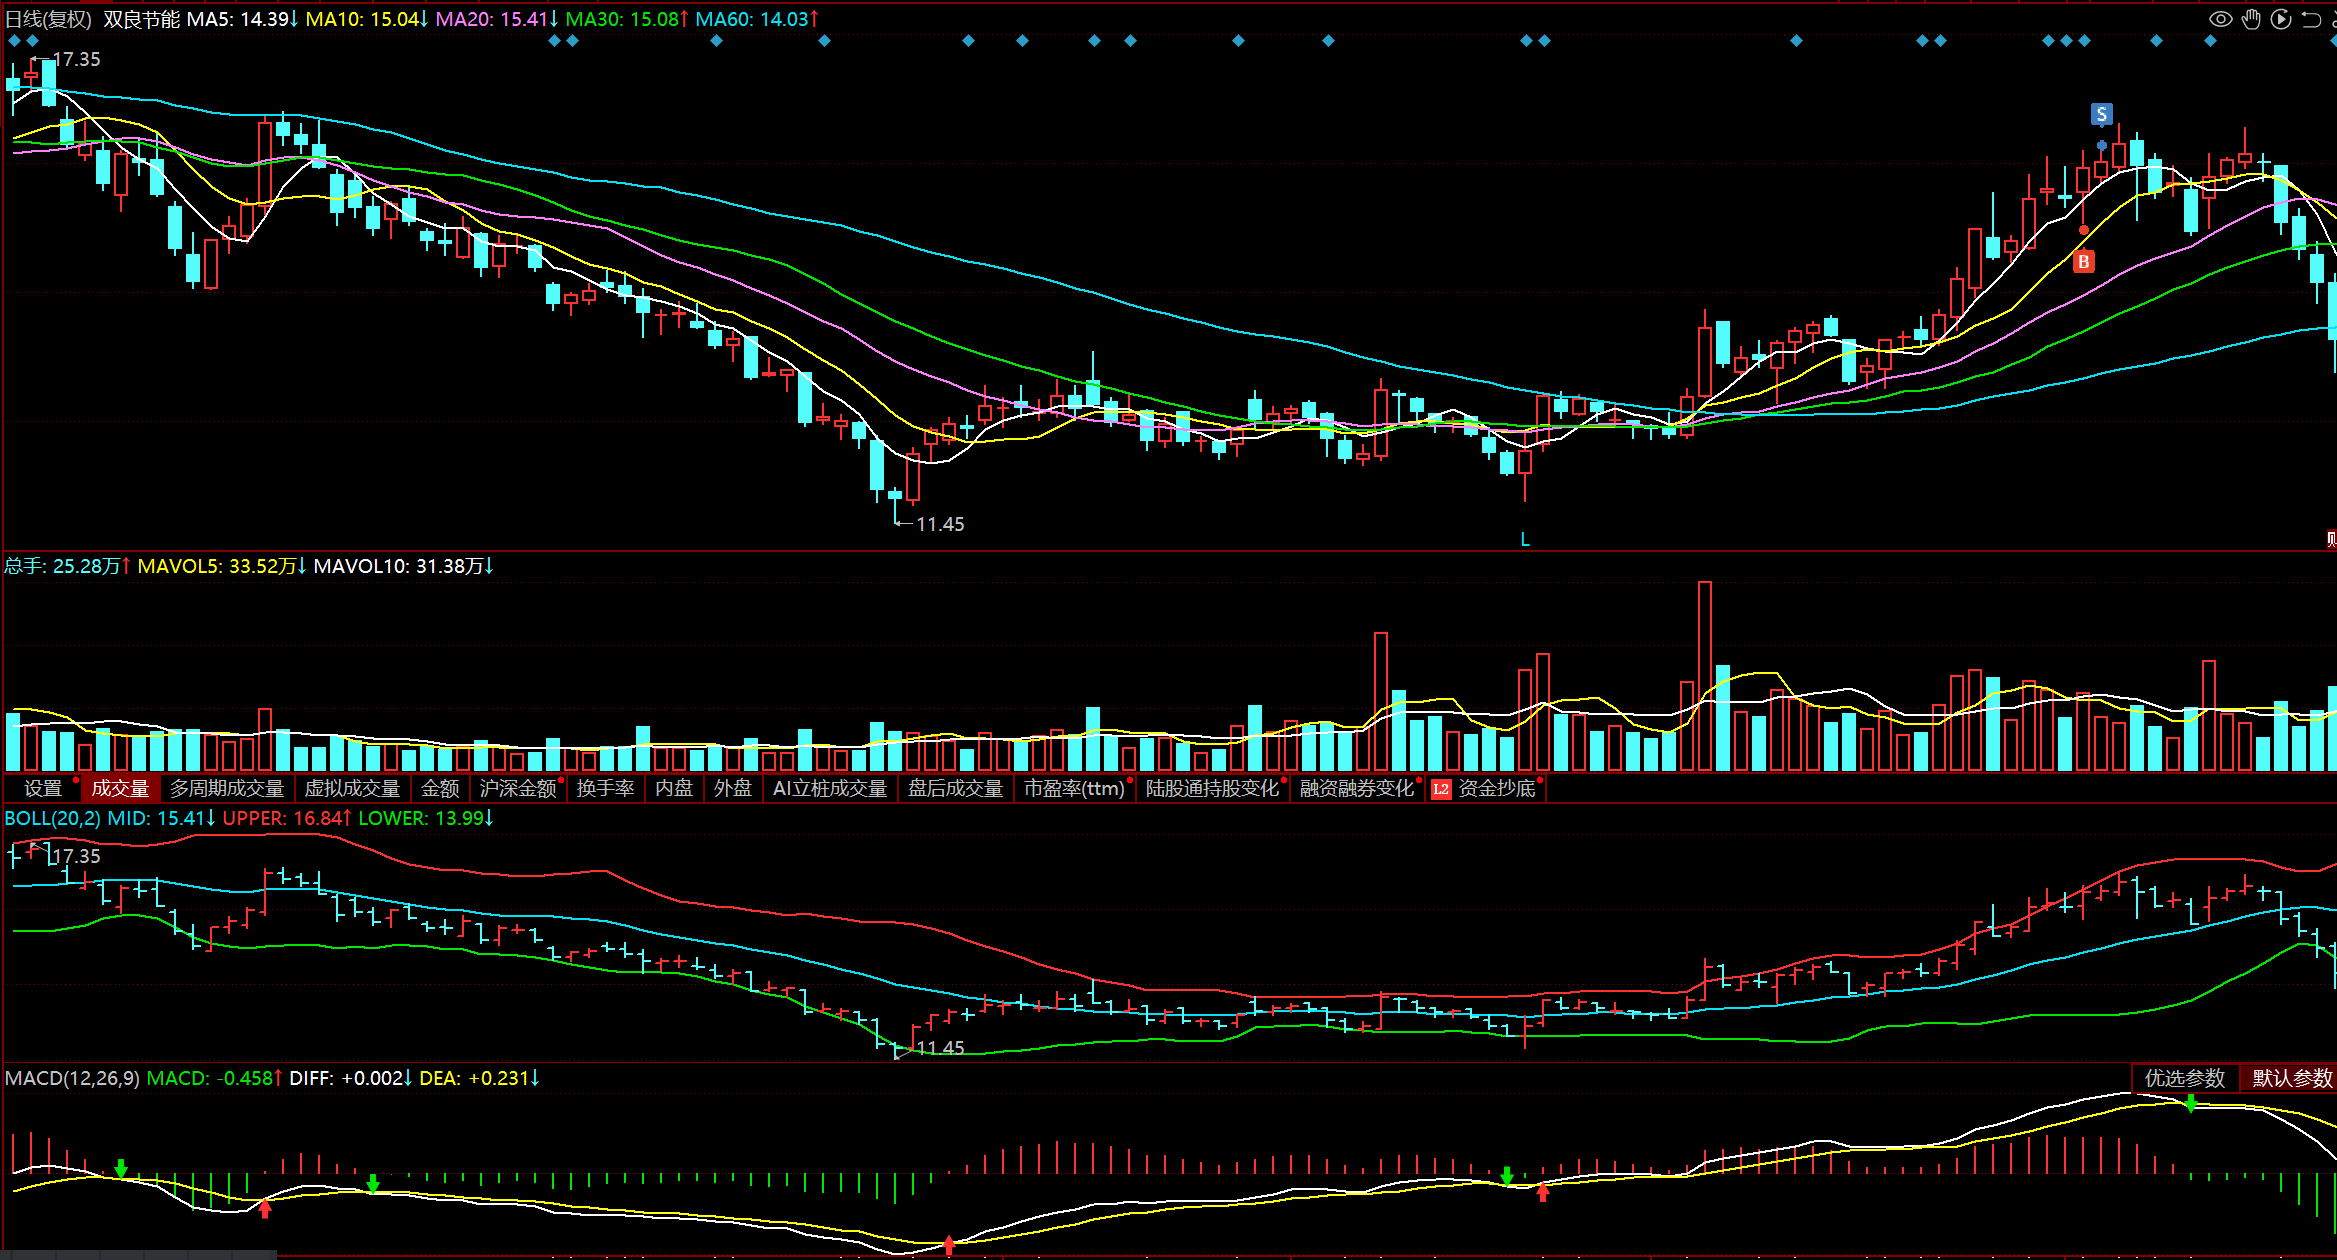 日线(复权) 双良节能 MA5: 14.39↓ MA10: 15.04↓ MA20: 15.41↓ MA30: 15.08↑ MA60: 14.03↑
17.35
S
B
11.45
L
总手: 25.28万↑ MAVOL5: 33.52万↓ MAVOL10: 31.38万↓
设置 成交量 多周期成交量 虚拟成交量 金额 沪深金额 换手率 内盘 外盘 AI立桩成交量 盘后成交量 市盈率(ttm) 陆股通持股变化 融资融券变化 L2 资金抄底
BOLL(20,2) MID: 15.41↓ UPPER: 16.84↑ LOWER: 13.99↓
17.35
11.45
MACD(12,26,9) MACD: -0.458↑ DIFF: +0.002↓ DEA: +0.231↓ 优选参数 默认参数